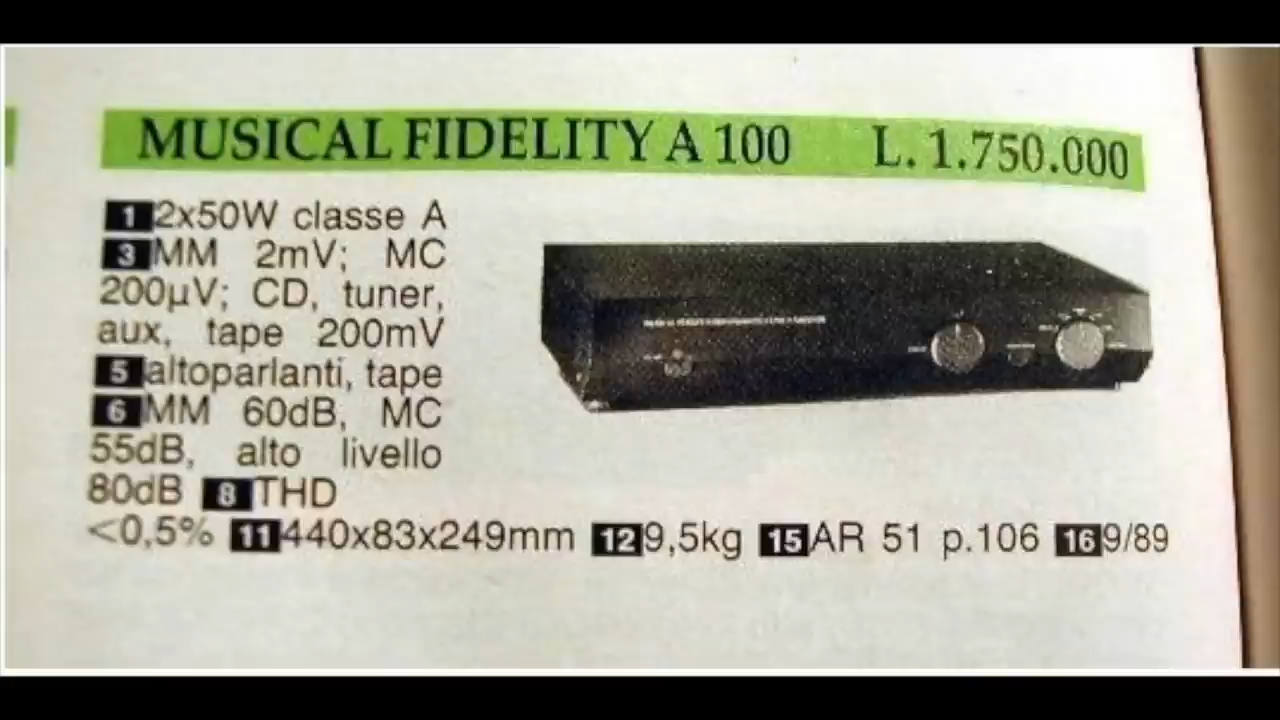 MUSICAL FIDELITY A 100 L. 1.750.000
1 2x50W classe A
3 MM 2mV; MC
200µV; CD, tuner,
aux, tape 200mV
5 altoparlanti, tape
6 MM 60dB, MC
55dB, alto livello
80dB 8 THD
<0,5% 11 440x83x249mm 12 9,5kg 15 AR 51 p.106 16 9/89